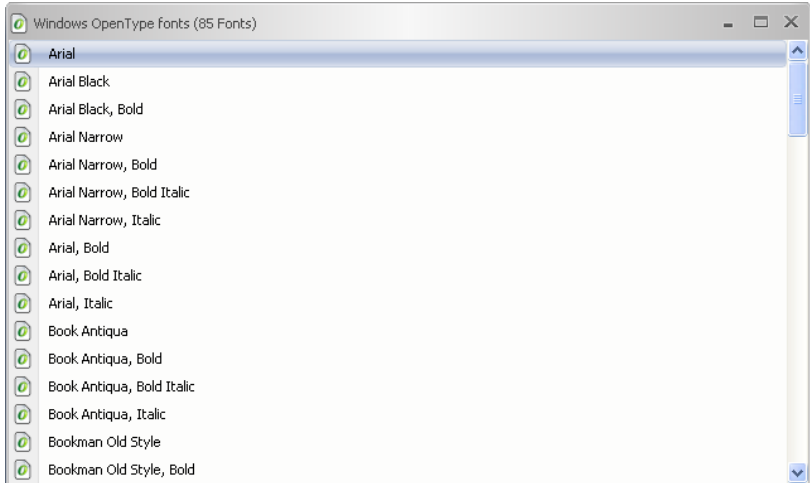 Windows OpenType fonts (85 Fonts)
Arial
Arial Black
Arial Black, Bold
Arial Narrow
Arial Narrow, Bold
Arial Narrow, Bold Italic
Arial Narrow, Italic
Arial, Bold
Arial, Bold Italic
Arial, Italic
Book Antiqua
Book Antiqua, Bold
Book Antiqua, Bold Italic
Book Antiqua, Italic
Bookman Old Style
Bookman Old Style, Bold